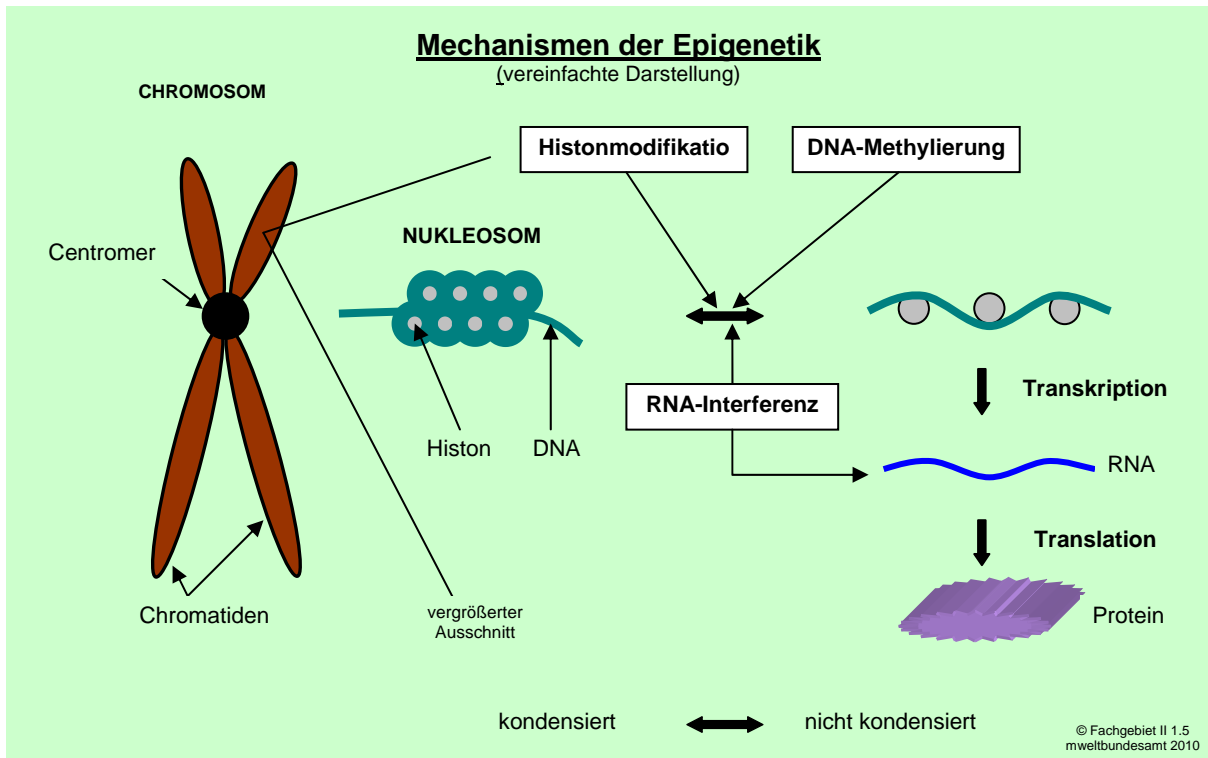 Mechanismen der Epigenetik
(vereinfachte Darstellung)
CHROMOSOM
Histonmodifikatio
DNA-Methylierung
Centromer
NUKLEOSOM
Transkription
RNA-Interferenz
Histon
DNA
RNA
Translation
Chromatiden
vergrößerter
Ausschnitt
Protein
kondensiert
nicht kondensiert
© Fachgebiet II 1.5
mweltbundesamt 2010